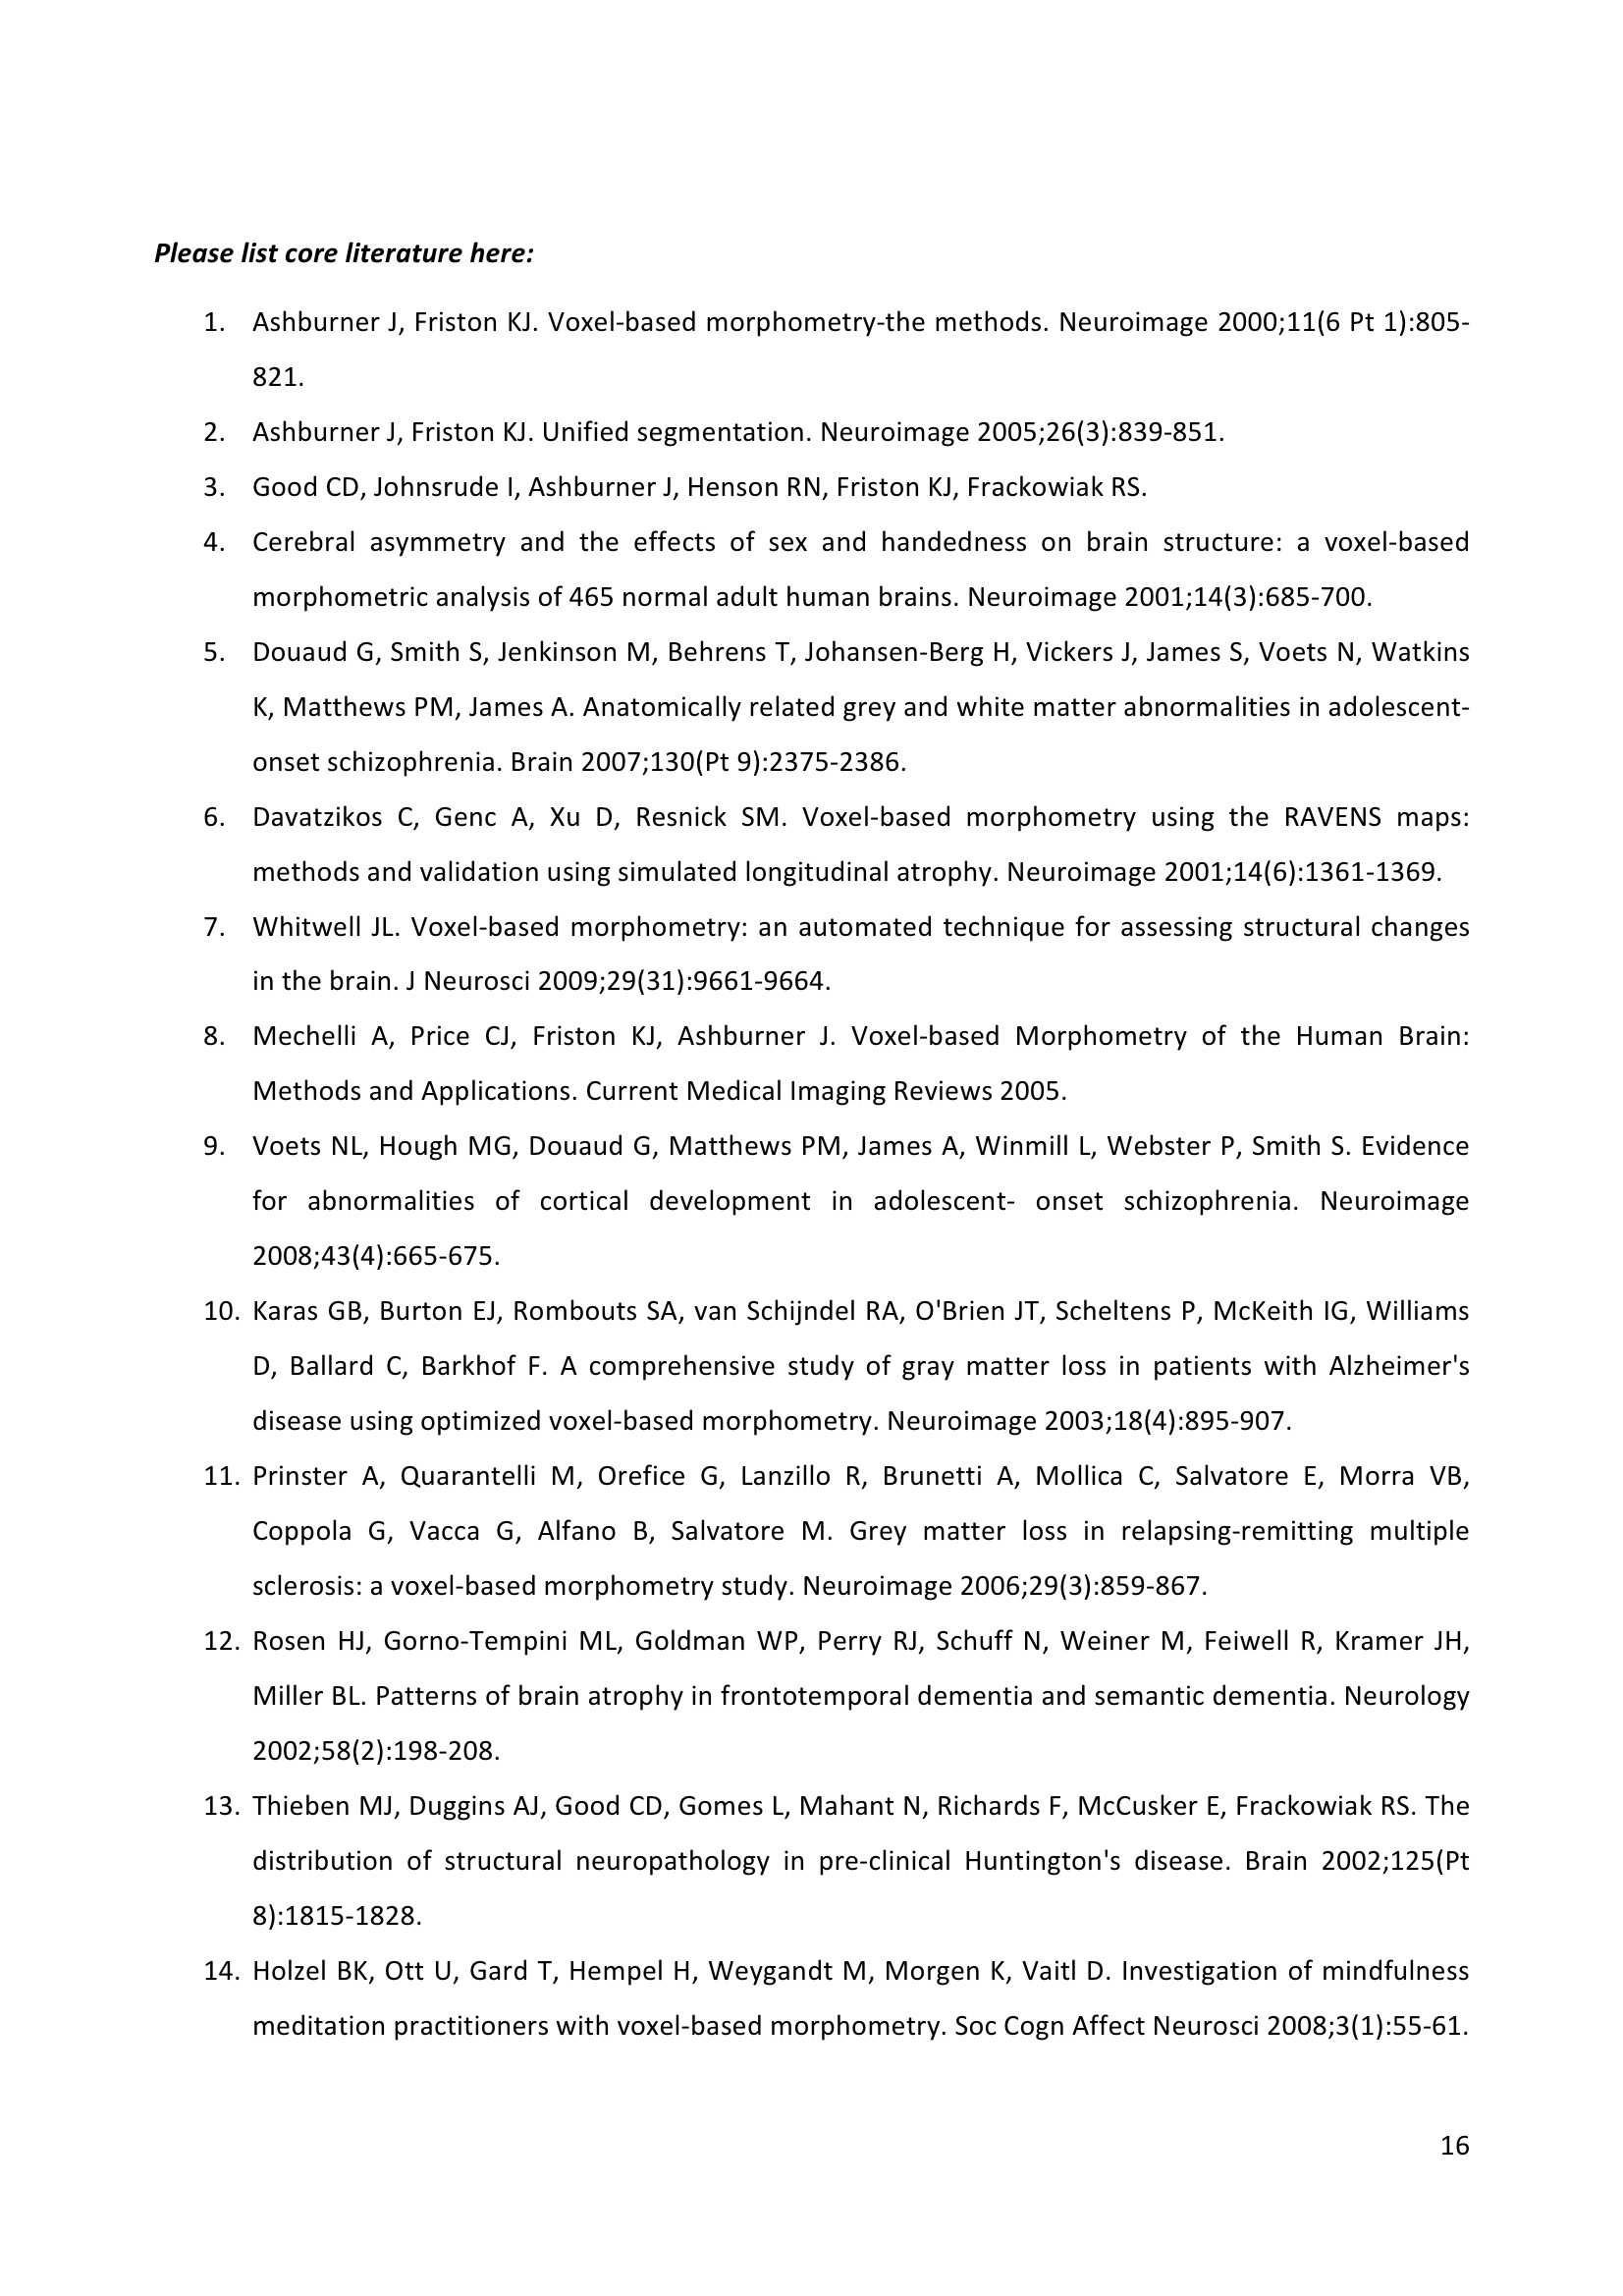 Please list core literature here:
1. Ashburner J, Friston KJ. Voxel-based morphometry-the methods. Neuroimage 2000;11(6 Pt 1):805-
821.
2. Ashburner J, Friston KJ. Unified segmentation. Neuroimage 2005;26(3):839-851.
3. Good CD, Johnsrude I, Ashburner J, Henson RN, Friston KJ, Frackowiak RS.
4. Cerebral asymmetry and the effects of sex and handedness on brain structure: a voxel-based
morphometric analysis of 465 normal adult human brains. Neuroimage 2001;14(3):685-700.
5. Douaud G, Smith S, Jenkinson M, Behrens T, Johansen-Berg H, Vickers J, James S, Voets N, Watkins
K, Matthews PM, James A. Anatomically related grey and white matter abnormalities in adolescent-
onset schizophrenia. Brain 2007;130(Pt 9):2375-2386.
6. Davatzikos C, Genc A, Xu D, Resnick SM. Voxel-based morphometry using the RAVENS maps:
methods and validation using simulated longitudinal atrophy. Neuroimage 2001;14(6):1361-1369.
7. Whitwell JL. Voxel-based morphometry: an automated technique for assessing structural changes
in the brain. J Neurosci 2009;29(31):9661-9664.
8. Mechelli A, Price CJ, Friston KJ, Ashburner J. Voxel-based Morphometry of the Human Brain:
Methods and Applications. Current Medical Imaging Reviews 2005.
9. Voets NL, Hough MG, Douaud G, Matthews PM, James A, Winmill L, Webster P, Smith S. Evidence
for abnormalities of cortical development in adolescent- onset schizophrenia. Neuroimage
2008;43(4):665-675.
10. Karas GB, Burton EJ, Rombouts SA, van Schijndel RA, O'Brien JT, Scheltens P, McKeith IG, Williams
D, Ballard C, Barkhof F. A comprehensive study of gray matter loss in patients with Alzheimer's
disease using optimized voxel-based morphometry. Neuroimage 2003;18(4):895-907.
11. Prinster A, Quarantelli M, Orefice G, Lanzillo R, Brunetti A, Mollica C, Salvatore E, Morra VB,
Coppola G, Vacca G, Alfano B, Salvatore M. Grey matter loss in relapsing-remitting multiple
sclerosis: a voxel-based morphometry study. Neuroimage 2006;29(3):859-867.
12. Rosen HJ, Gorno-Tempini ML, Goldman WP, Perry RJ, Schuff N, Weiner M, Feiwell R, Kramer JH,
Miller BL. Patterns of brain atrophy in frontotemporal dementia and semantic dementia. Neurology
2002;58(2):198-208.
13. Thieben MJ, Duggins AJ, Good CD, Gomes L, Mahant N, Richards F, McCusker E, Frackowiak RS. The
distribution of structural neuropathology in pre-clinical Huntington's disease. Brain 2002;125(Pt
8):1815-1828.
14. Holzel BK, Ott U, Gard T, Hempel H, Weygandt M, Morgen K, Vaitl D. Investigation of mindfulness
meditation practitioners with voxel-based morphometry. Soc Cogn Affect Neurosci 2008;3(1):55-61.
16